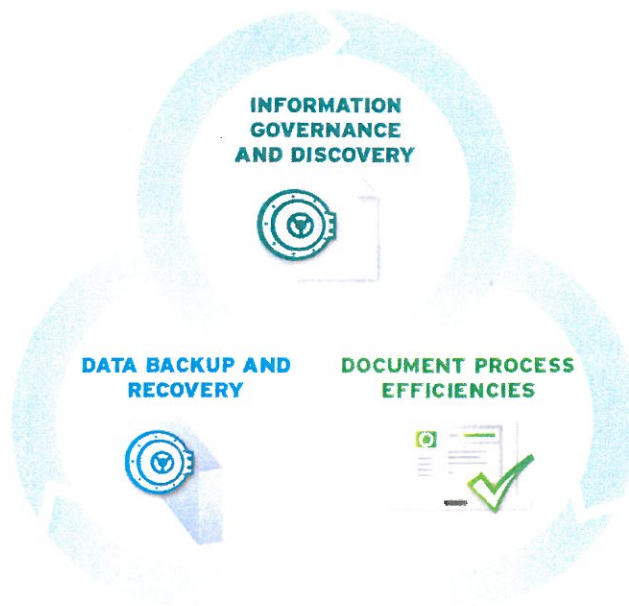 INFORMATION
GOVERNANCE
AND DISCOVERY
DATA BACKUP AND
RECOVERY
DOCUMENT PROCESS
EFFICIENCIES